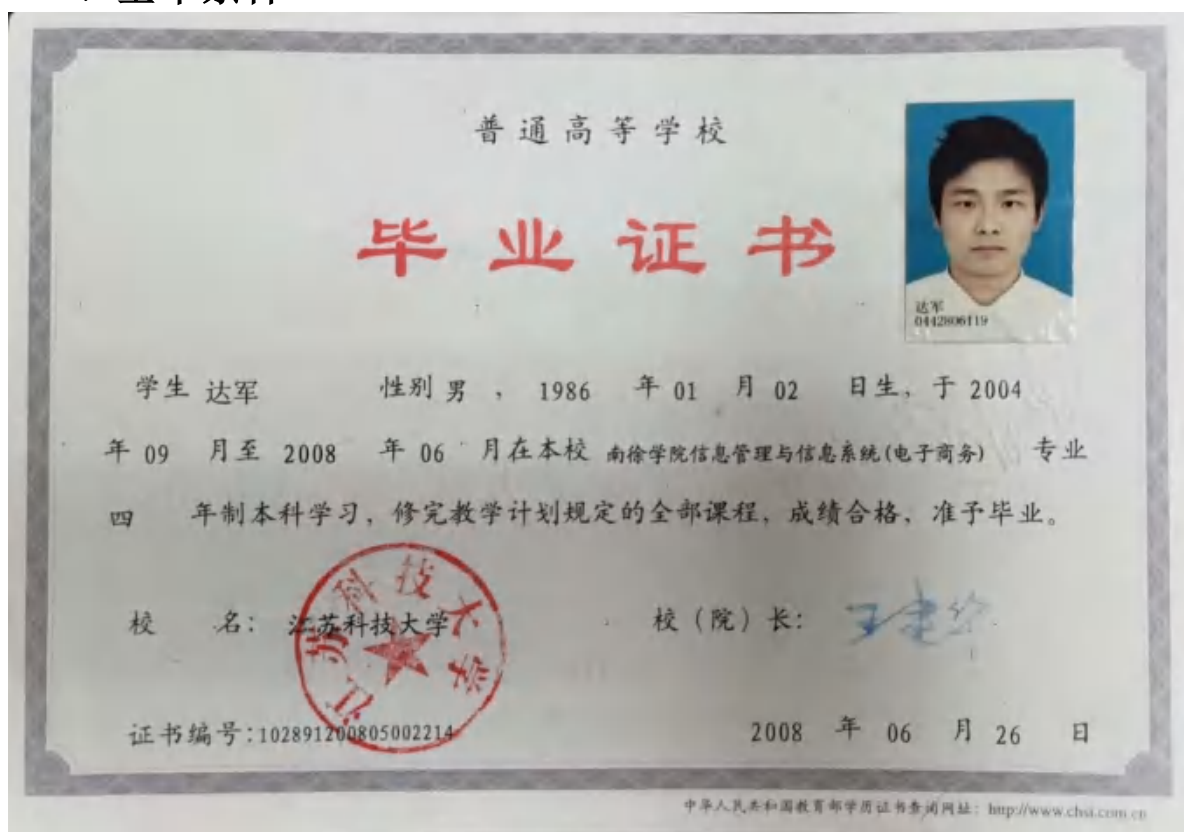 普通高等学校
毕业证书
达军
0442806119
学生 达军 性别 男 , 1986 年 01 月 02 日生, 于 2004
年 09 月至 2008 年 06 月在本校 南徐学院信息管理与信息系统(电子商务) 专业
四 年制本科学习, 修完教学计划规定的全部课程, 成绩合格, 准予毕业。
校 名: 江苏科技大学 校(院)长:
江苏科技大学
证书编号:102891200805002214 2008 年 06 月 26 日
中华人民共和国教育部学历证书查询网址: http://www.chsi.com.cn